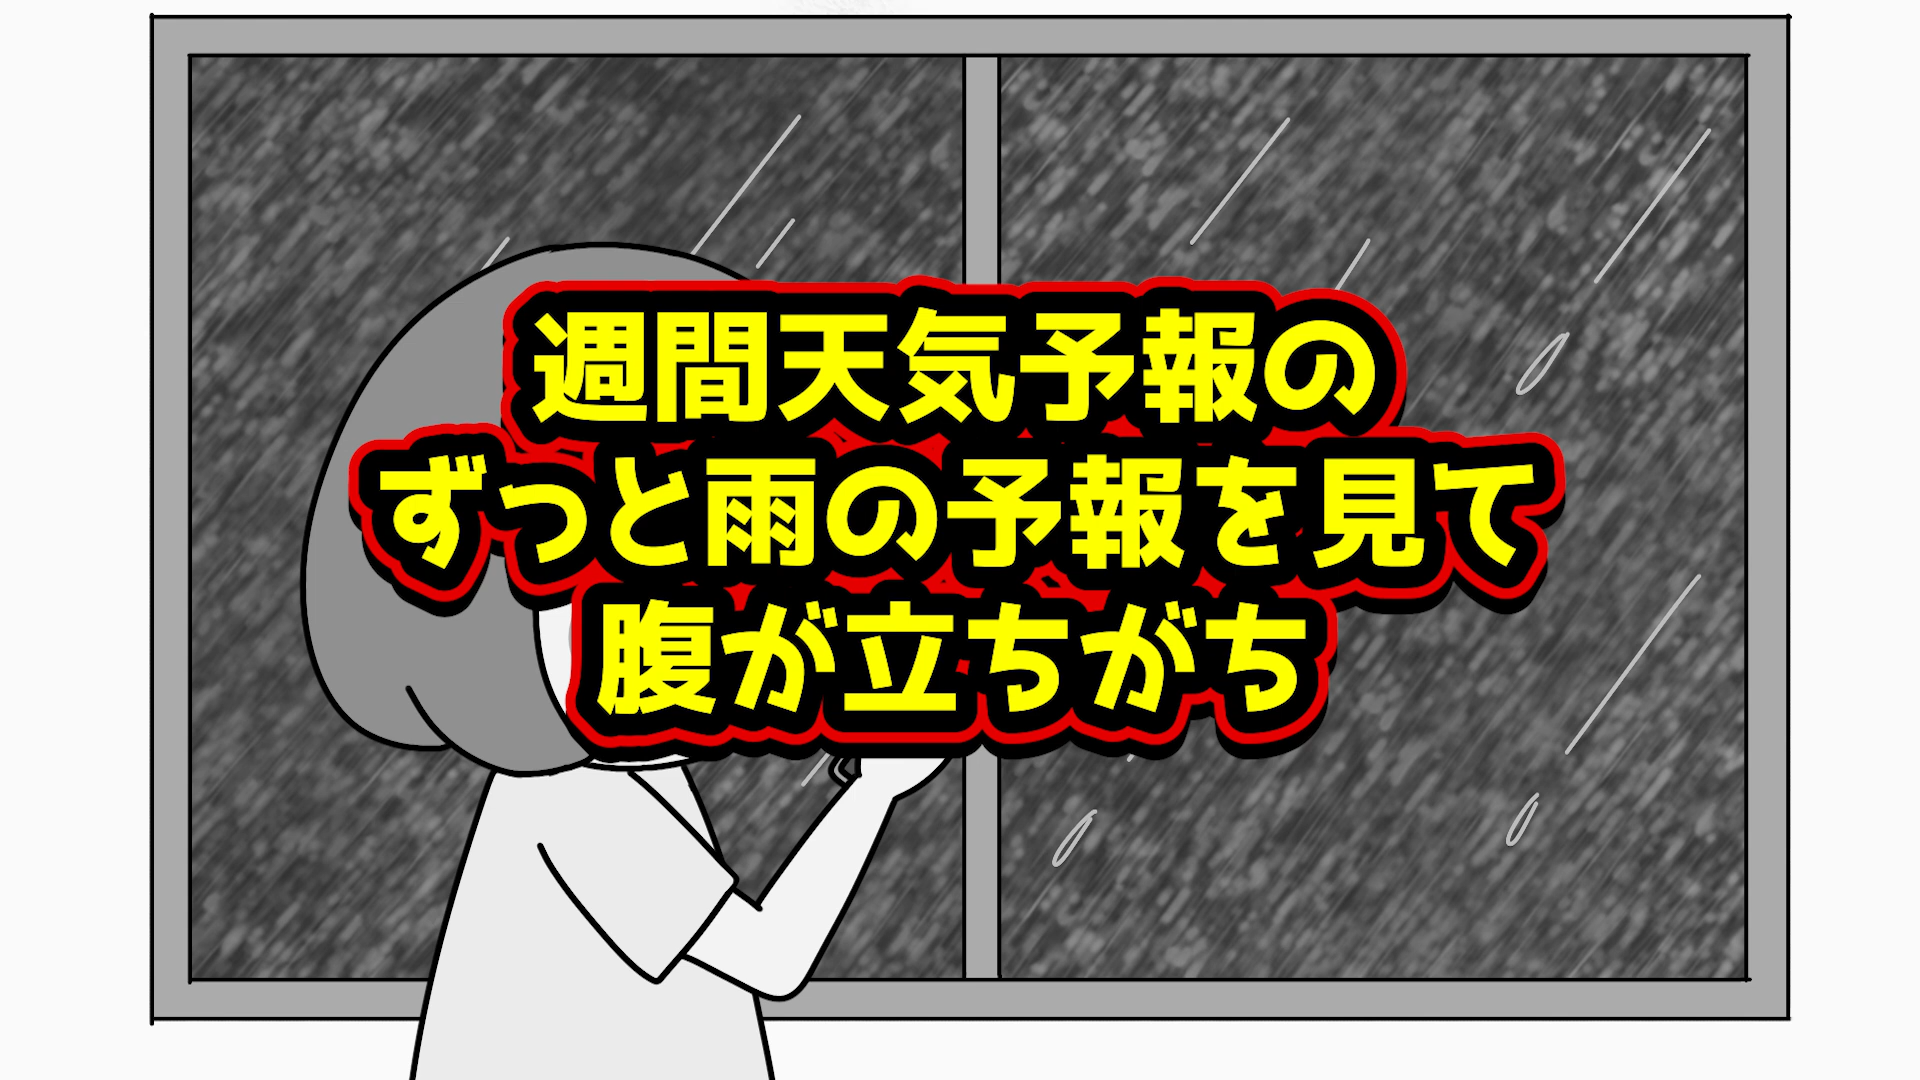 週間天気予報の
ずっと雨の予報を見て
腹が立ちがち